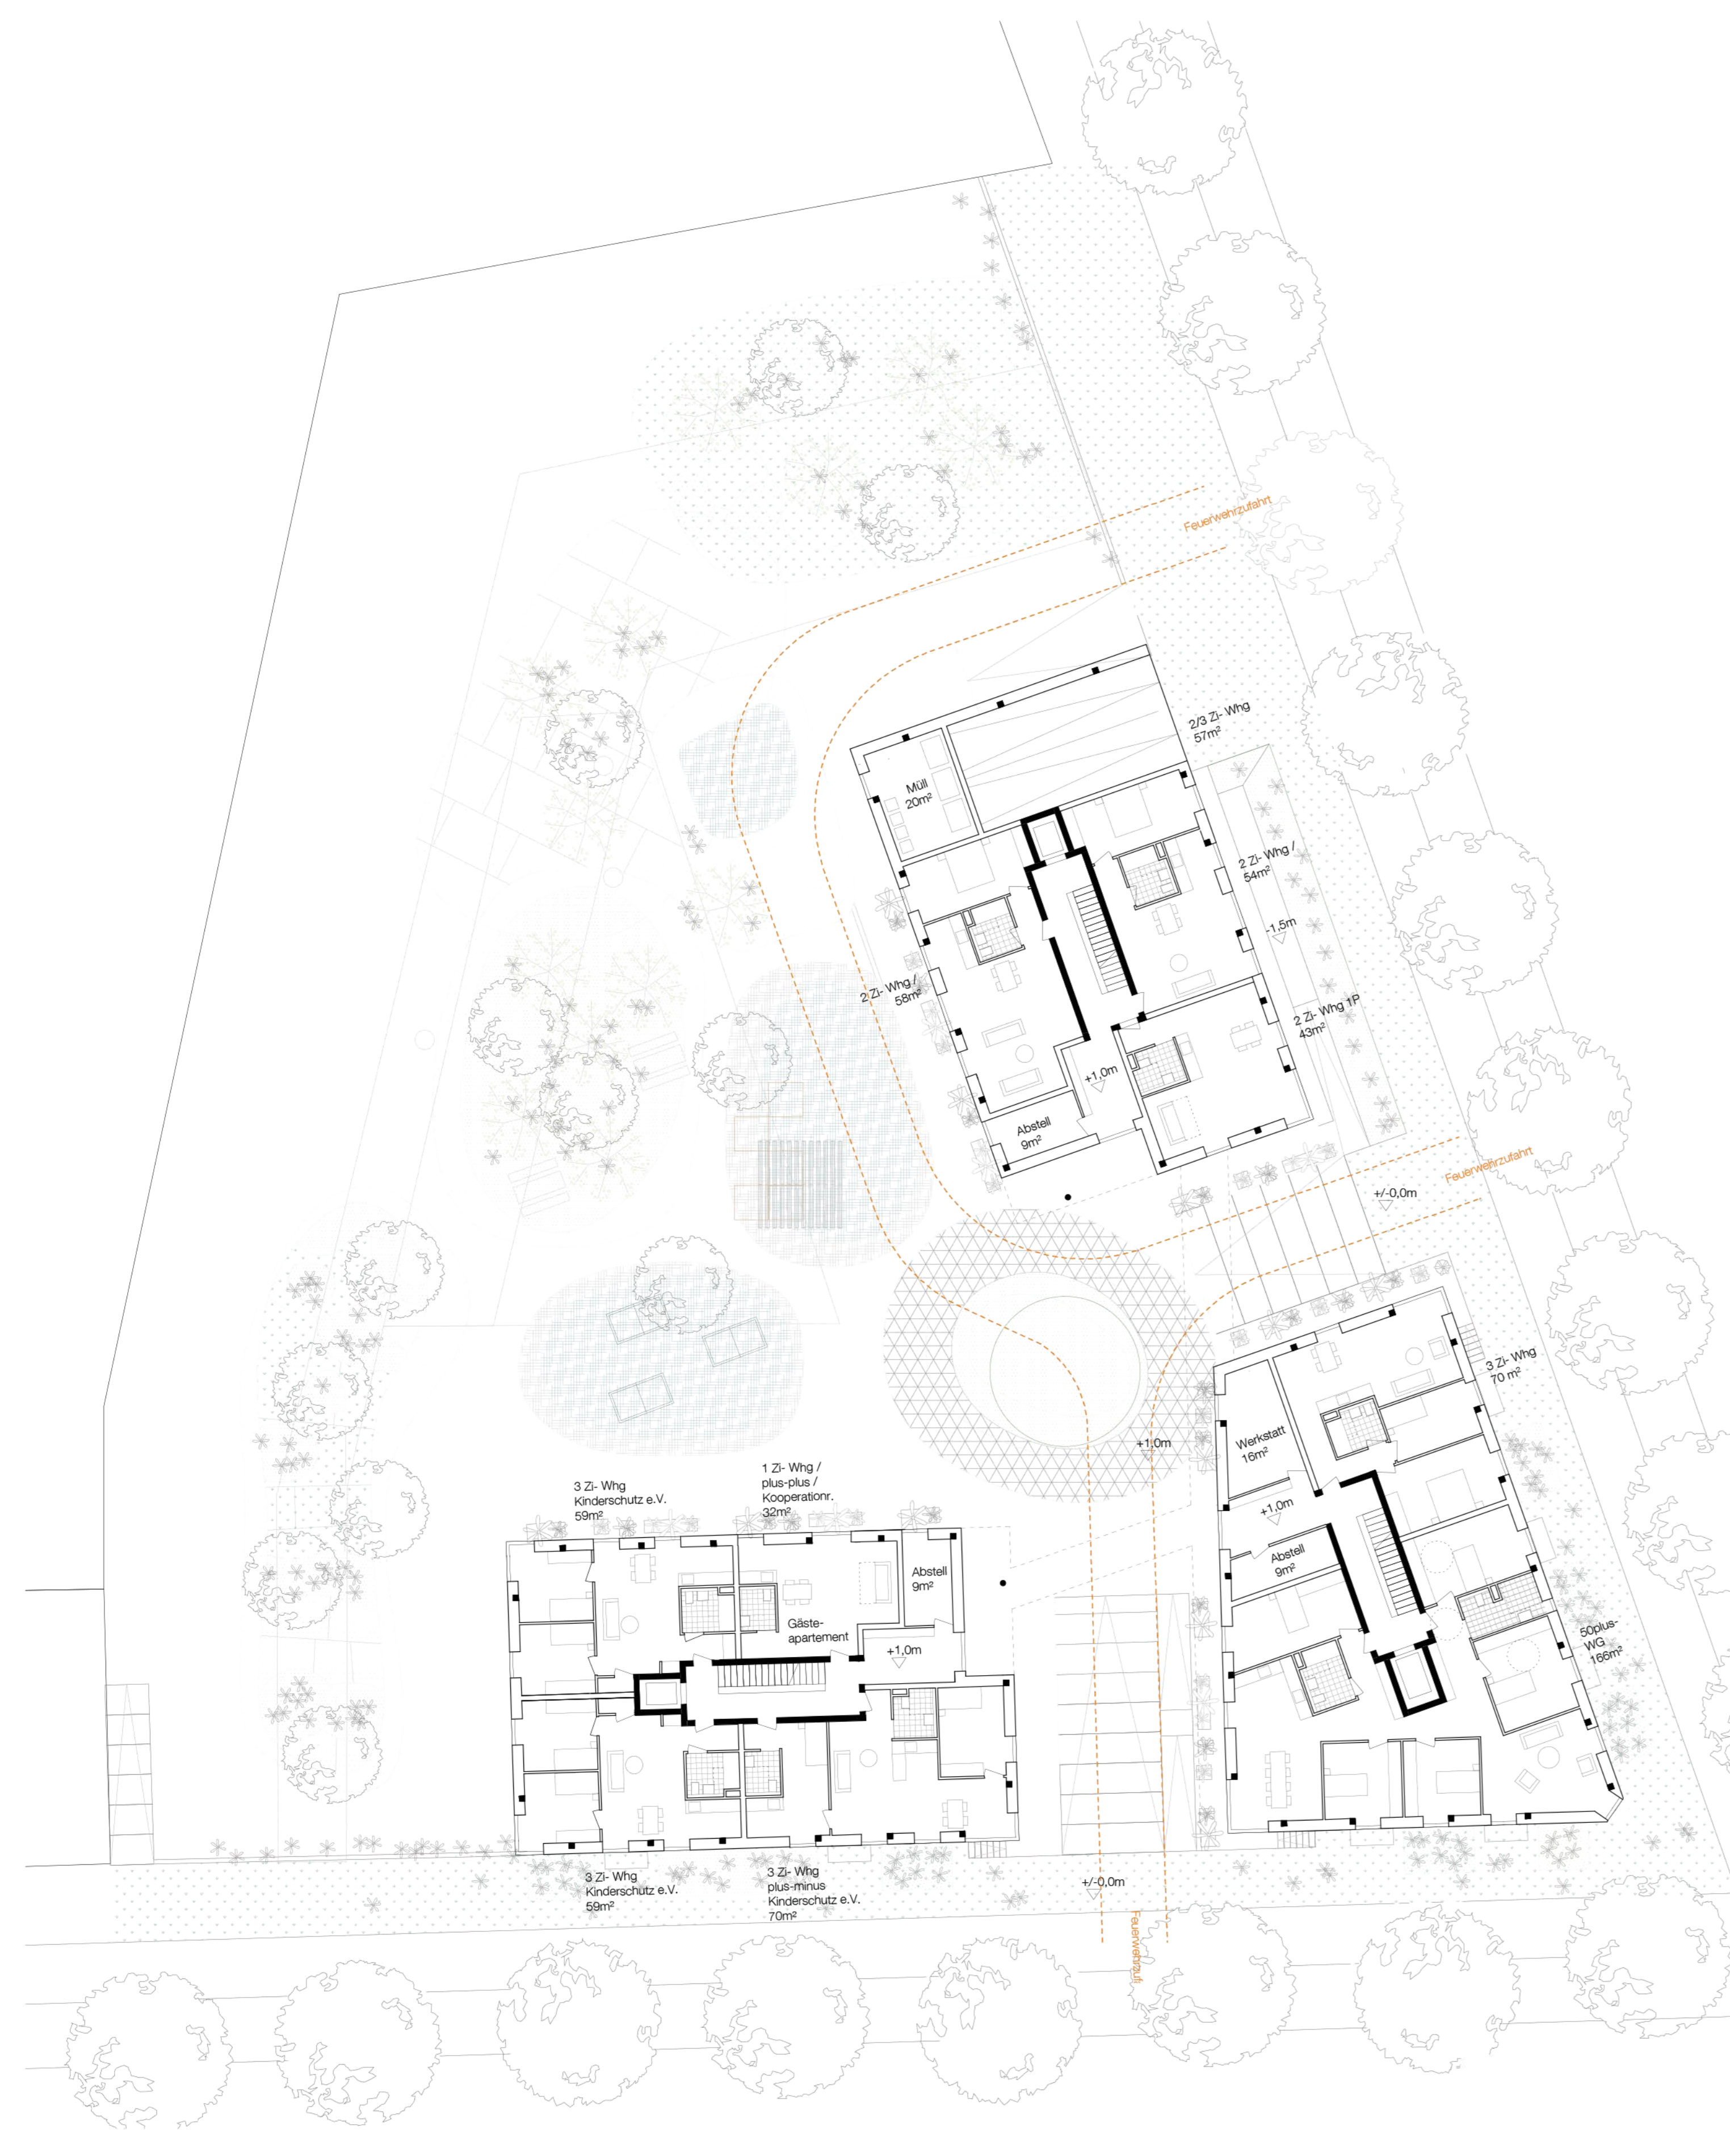 Feuerwehrzufahrt
2/3 Zi- Whg
57m²
Müll
20m²
2 Zi- Whg /
54m²
-1,5m
2 Zi- Whg /
58m²
2 Zi- Whg 1P
43m²
+1,0m
Abstell
9m²
Feuerwehrzufahrt
+/-0,0m
3 Zi- Whg
70 m²
Werkstatt
16m²
+1,0m
+1,0m
Abstell
9m²
50plus-
WG
166m²
3 Zi- Whg
Kinderschutz e.V.
59m²
1 Zi- Whg /
plus-plus /
Kooperationr.
32m²
Abstell
9m²
Gäste-
apartement
+1,0m
3 Zi- Whg
Kinderschutz e.V.
59m²
3 Zi- Whg
plus-minus
Kinderschutz e.V.
70m²
+/-0,0m
Feuerwehrzuf